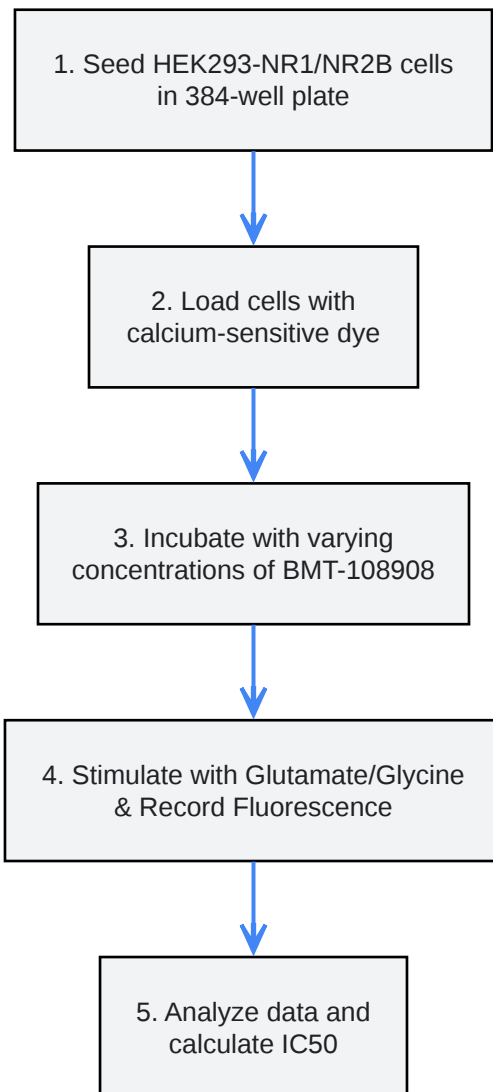 1. Seed HEK293-NR1/NR2B cells
in 384-well plate
2. Load cells with
calcium-sensitive dye
3. Incubate with varying
concentrations of BMT-108908
4. Stimulate with Glutamate/Glycine
& Record Fluorescence
5. Analyze data and
calculate IC50